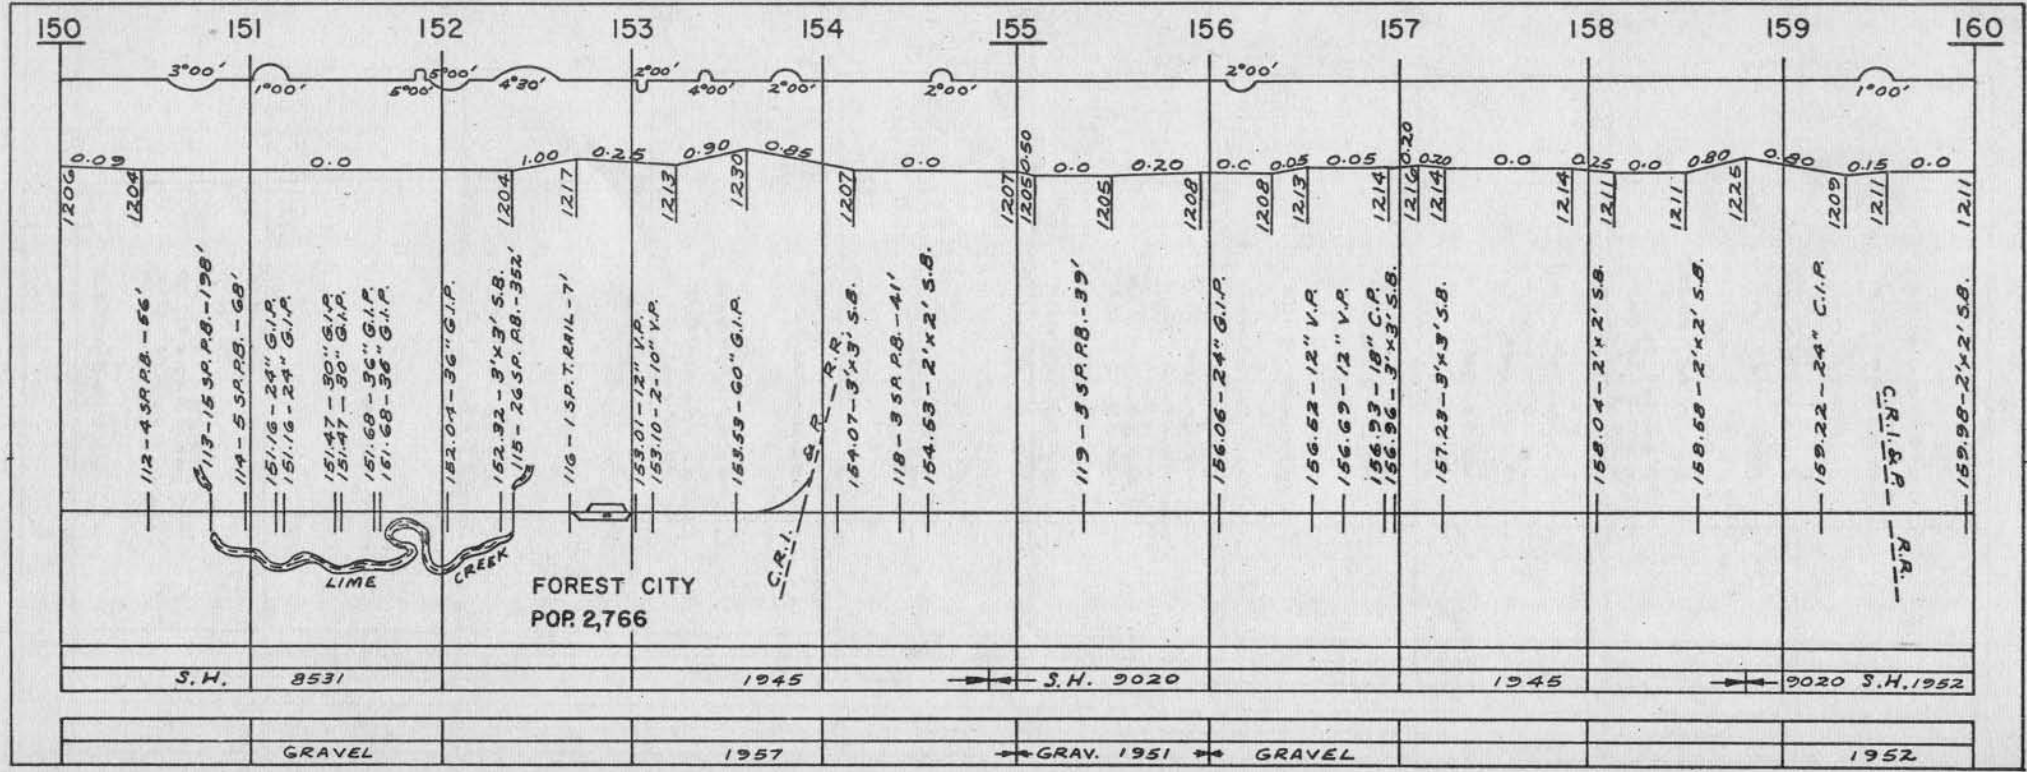 150 151 152 153 154 155 156 157 158 159 160
3°00' 1°00' 5°00' 5°00' 4°30' 2°00' 4°00' 2°00' 2°00' 2°00' 1°00'
0.09 0.0 1.00 0.25 0.90 0.85 0.0 0.50 0.0 0.20 0.0 0.05 0.05 0.20 0.20 0.0 0.25 0.0 0.80 0.80 0.15 0.0
1206 1204 1204 1217 1213 1230 1207 1207 1205 1205 1208 1208 1213 1214 1216 1214 1214 1211 1211 1225 1209 1211 1211
112-4 SP. P.B.-56'
113-15 SP. P.B.-198'
114-5 SP. P.B.-68'
151.16-24" G.I.P.
151.16-24" G.I.P.
151.47-30" G.I.P.
151.47-30" G.I.P.
151.68-36" G.I.P.
151.68-36" G.I.P.
152.04-36" G.I.P.
152.32-3'x3' S.B.
115-26 SP. P.B.-352'
116-1 SP. T. RAIL-7'
153.01-12" V.P.
153.10-2-10" V.P.
153.53-60" G.I.P.
154.07-3'x3' S.B.
118-3 SP. P.B.-41'
154.53-2'x2' S.B.
119-3 SP. P.B.-39'
156.06-24" G.I.P.
156.52-12" V.P.
156.69-12" V.P.
156.93-18" C.P.
156.96-3'x3' S.B.
157.23-3'x3' S.B.
158.04-2'x2' S.B.
158.58-2'x2' S.B.
159.22-24" C.I.P.
159.98-2'x2' S.B.
LIME CREEK
C.R.I. & P. R.R.
C.R.I. & P. R.R.
FOREST CITY
POP. 2,766
S.H. 8531 1945 S.H. 9020 1945 9020 S.H. 1952
GRAVEL 1957 GRAV. 1951 GRAVEL 1952